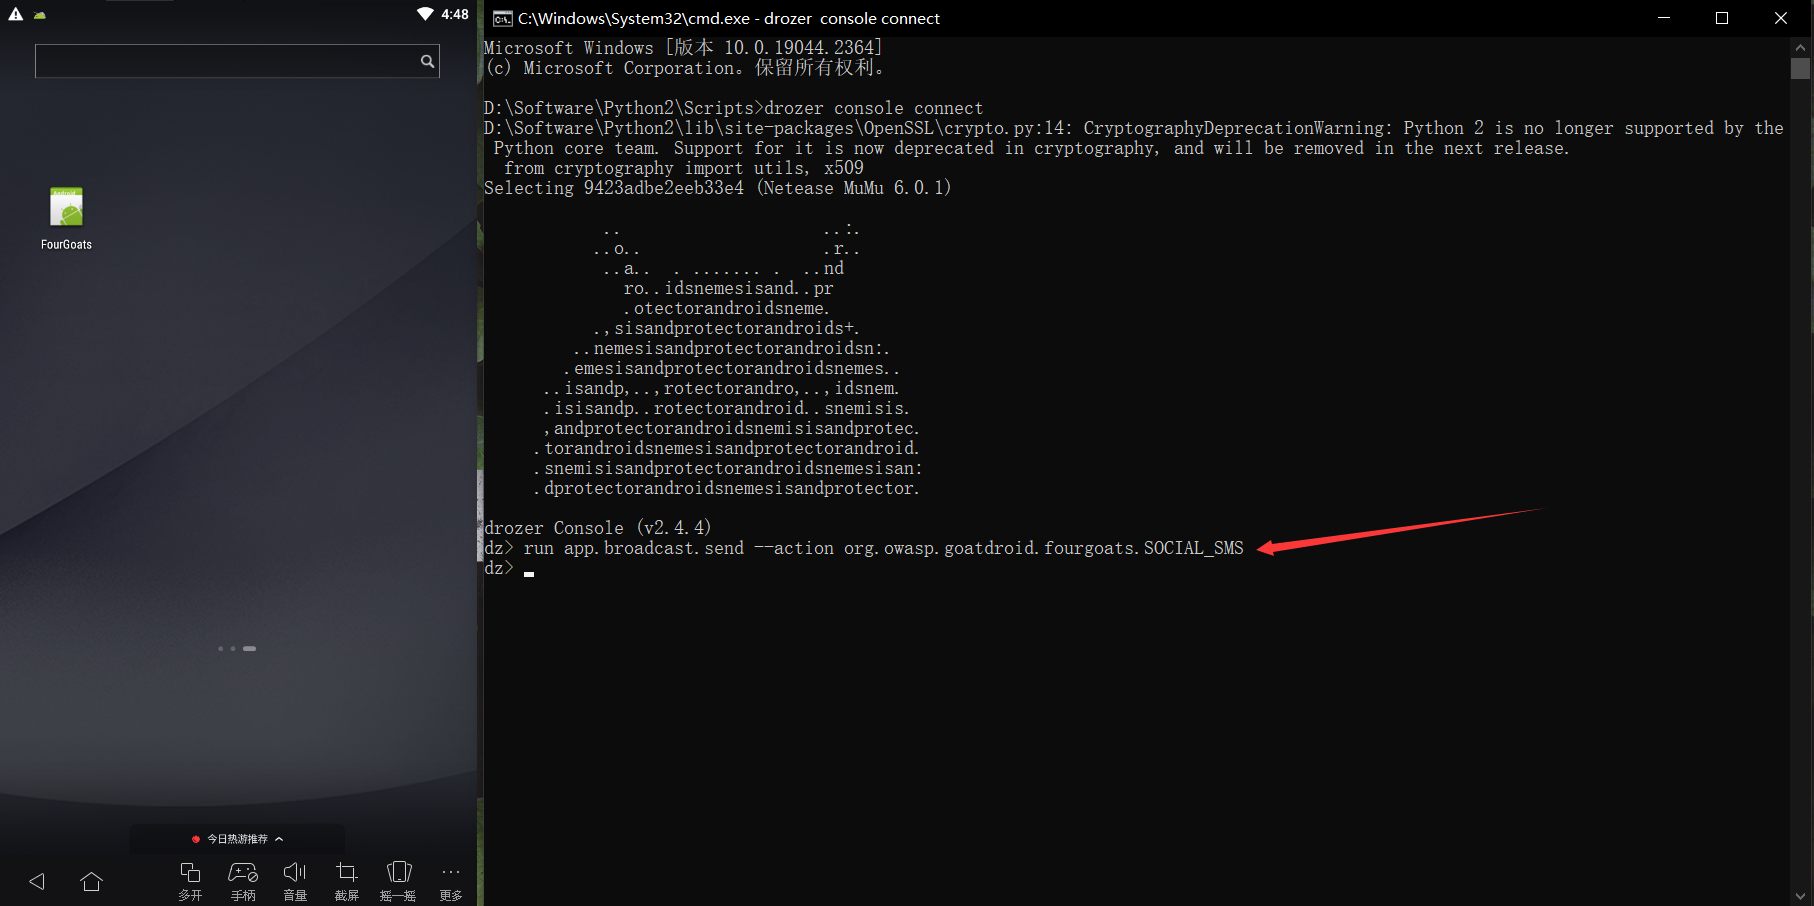 4:48
Android
FourGoats
今日热游推荐
多开
手柄
音量
截屏
摇一摇
更多
C:\Windows\System32\cmd.exe - drozer  console connect
Microsoft Windows [版本 10.0.19044.2364]
(c) Microsoft Corporation。保留所有权利。
D:\Software\Python2\Scripts>drozer console connect
D:\Software\Python2\lib\site-packages\OpenSSL\crypto.py:14: CryptographyDeprecationWarning: Python 2 is no longer supported by the
 Python core team. Support for it is now deprecated in cryptography, and will be removed in the next release.
  from cryptography import utils, x509
Selecting 9423adbe2eeb33e4 (Netease MuMu 6.0.1)
            ..                    ..:.
           ..o..                  .r..
            ..a..  . ....... .  ..nd
              ro..idsnemesisand..pr
              .otectorandroidsneme.
           .,sisandprotectorandroids+.
         ..nemesisandprotectorandroidsn:.
        .emesisandprotectorandroidsnemes..
      ..isandp,..,rotectorandro,..,idsnem.
      .isisandp..rotectorandroid..snemisis.
      ,andprotectorandroidsnemisisandprotec.
     .torandroidsnemesisandprotectorandroid.
     .snemisisandprotectorandroidsnemesisan:
     .dprotectorandroidsnemesisandprotector.
drozer Console (v2.4.4)
dz> run app.broadcast.send --action org.owasp.goatdroid.fourgoats.SOCIAL_SMS
dz>